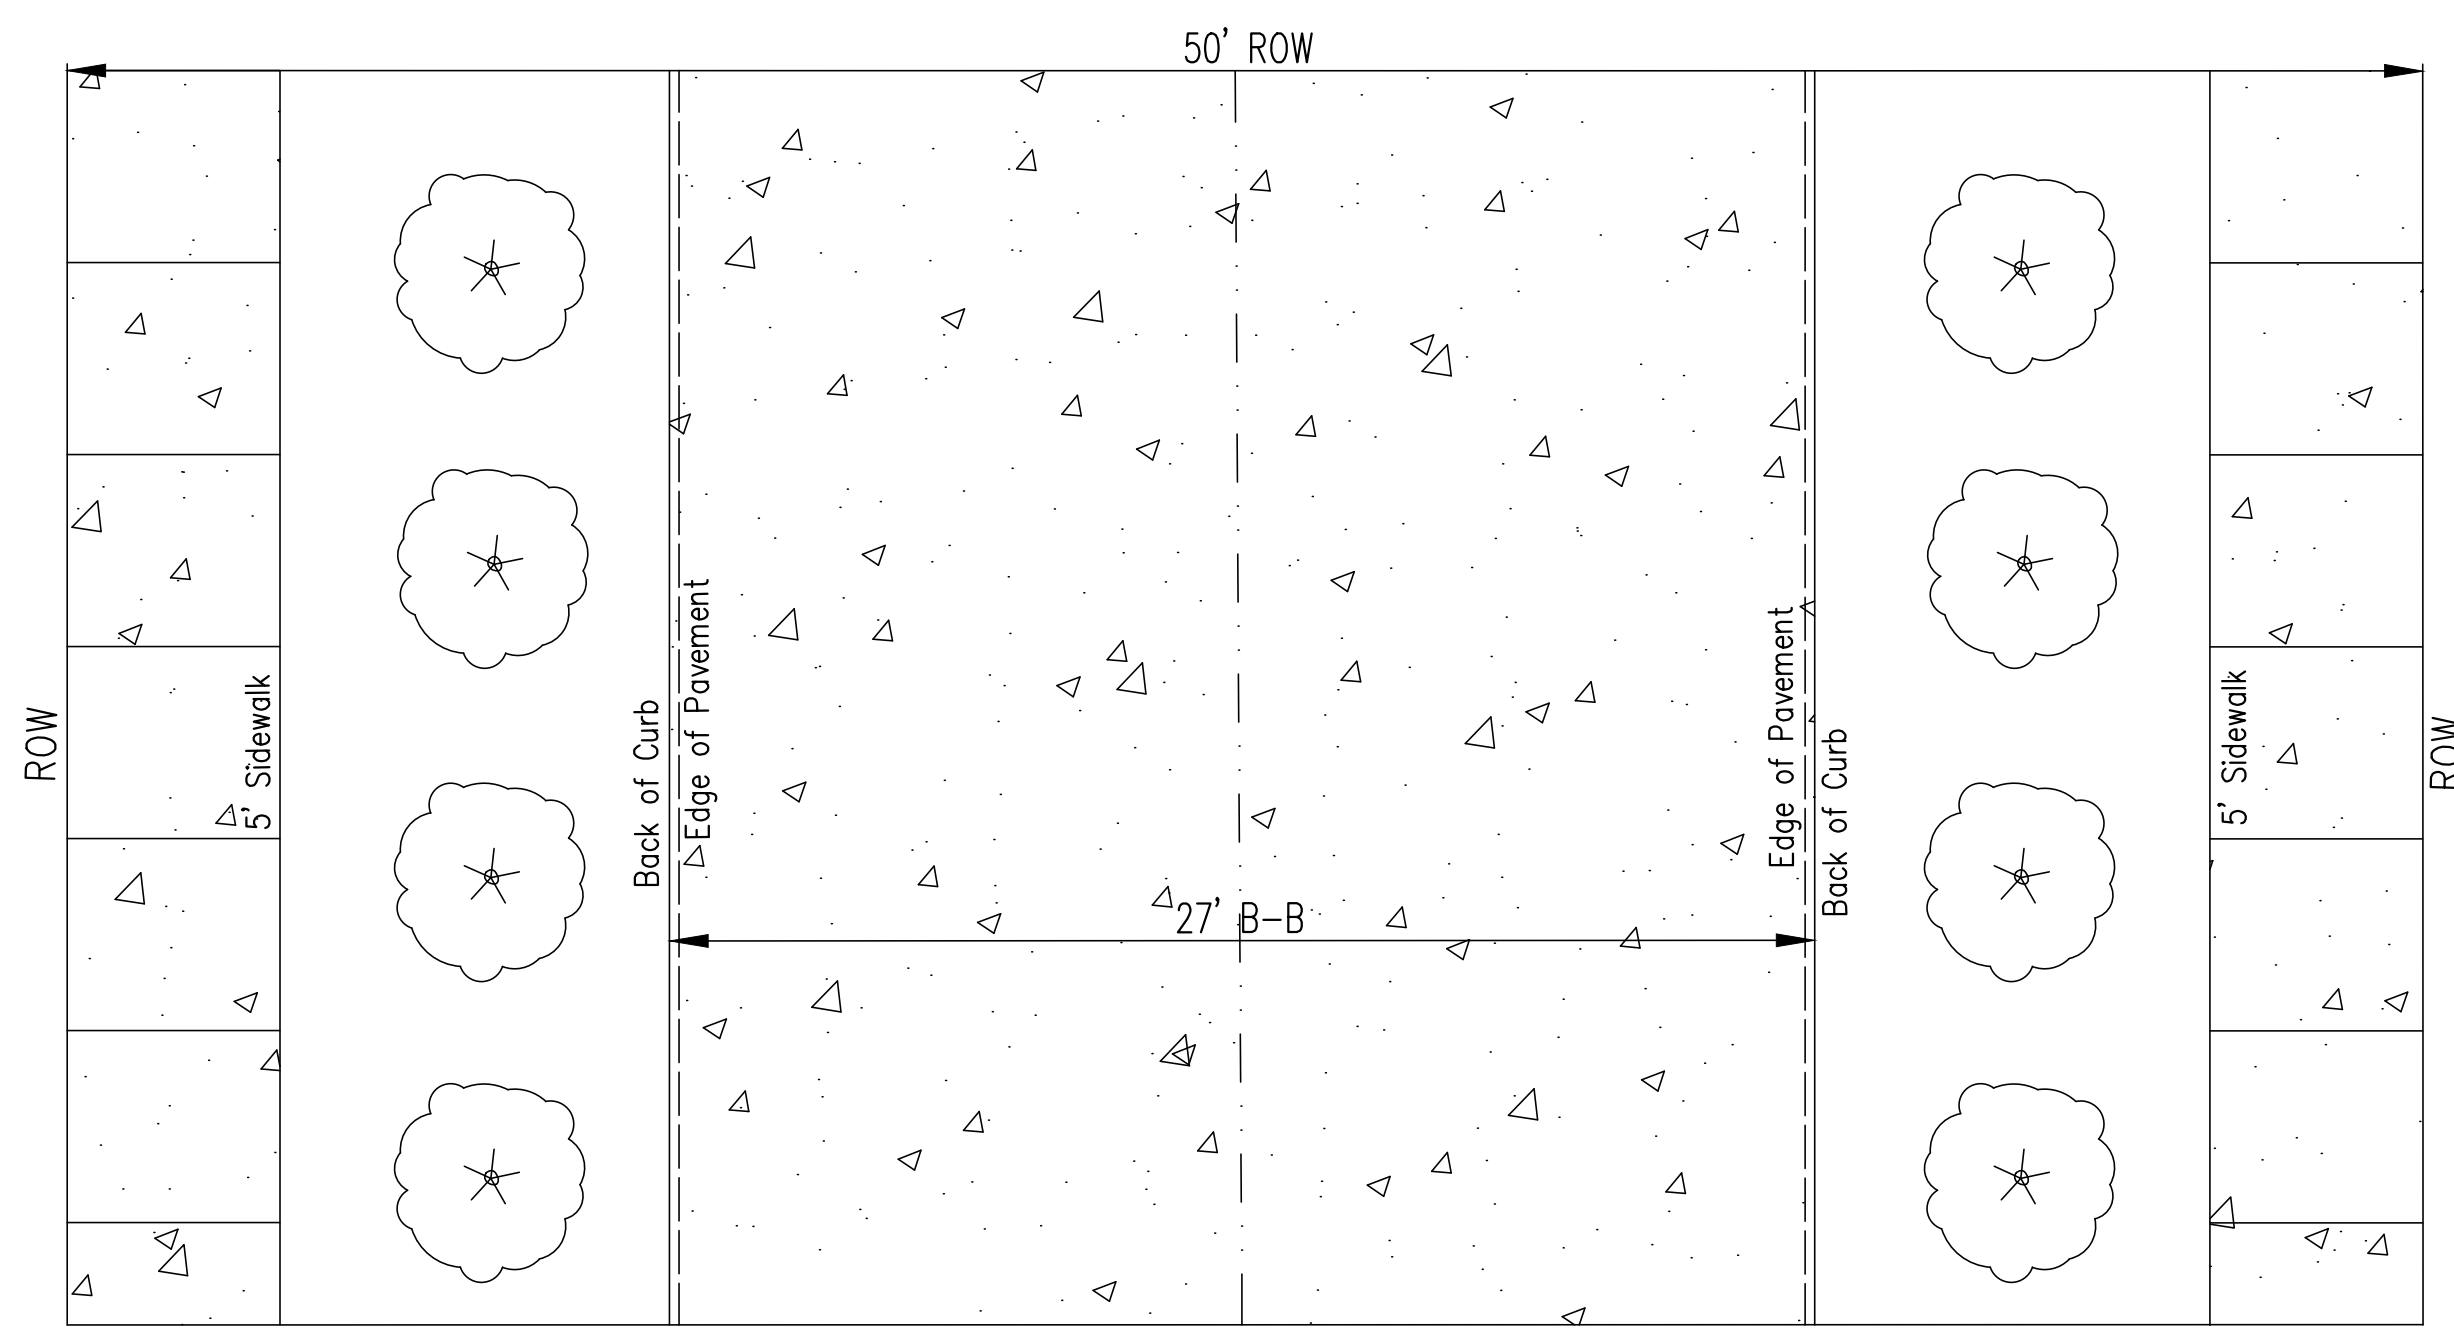 50' ROW
ROW
5' Sidewalk
Back of Curb
Edge of Pavement
27' B-B
Edge of Pavement
Back of Curb
5' Sidewalk
ROW